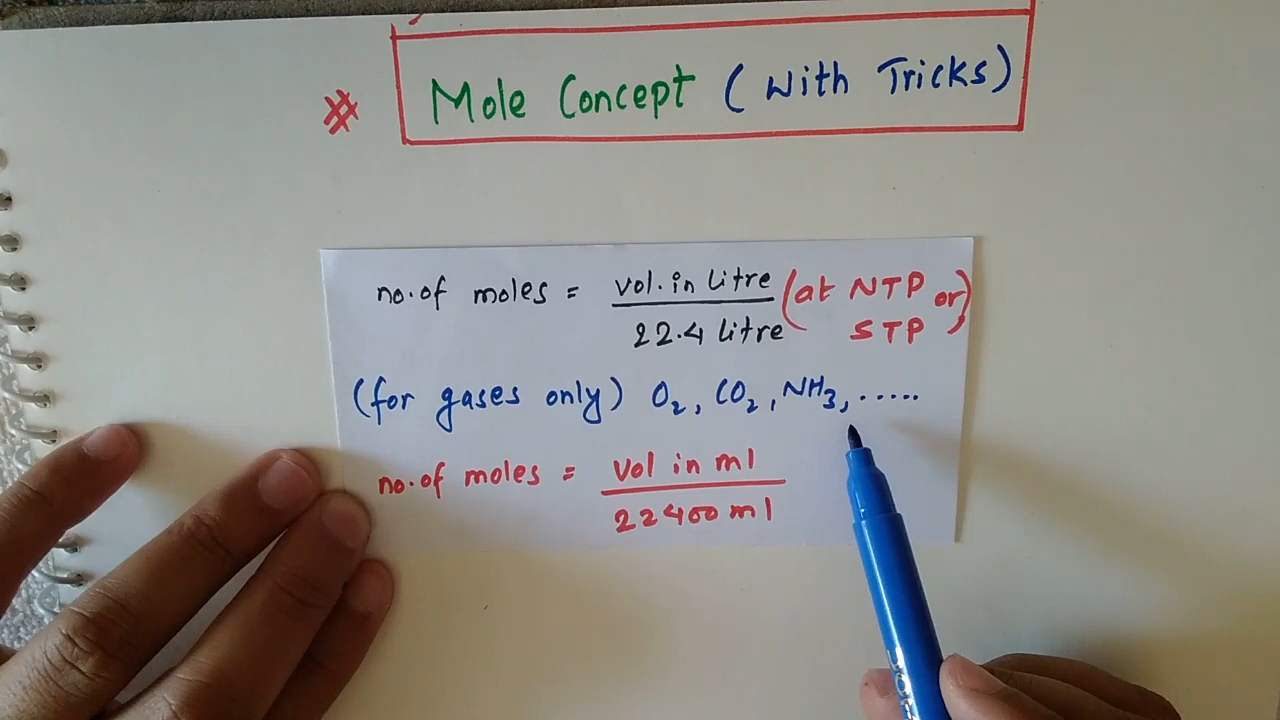 # Mole Concept (With Tricks)
no.of moles = vol.in Litre / 22.4 litre (at NTP or STP)
(for gases only) O₂, CO₂, NH₃, .....
no.of moles = Vol in ml / 22400 ml